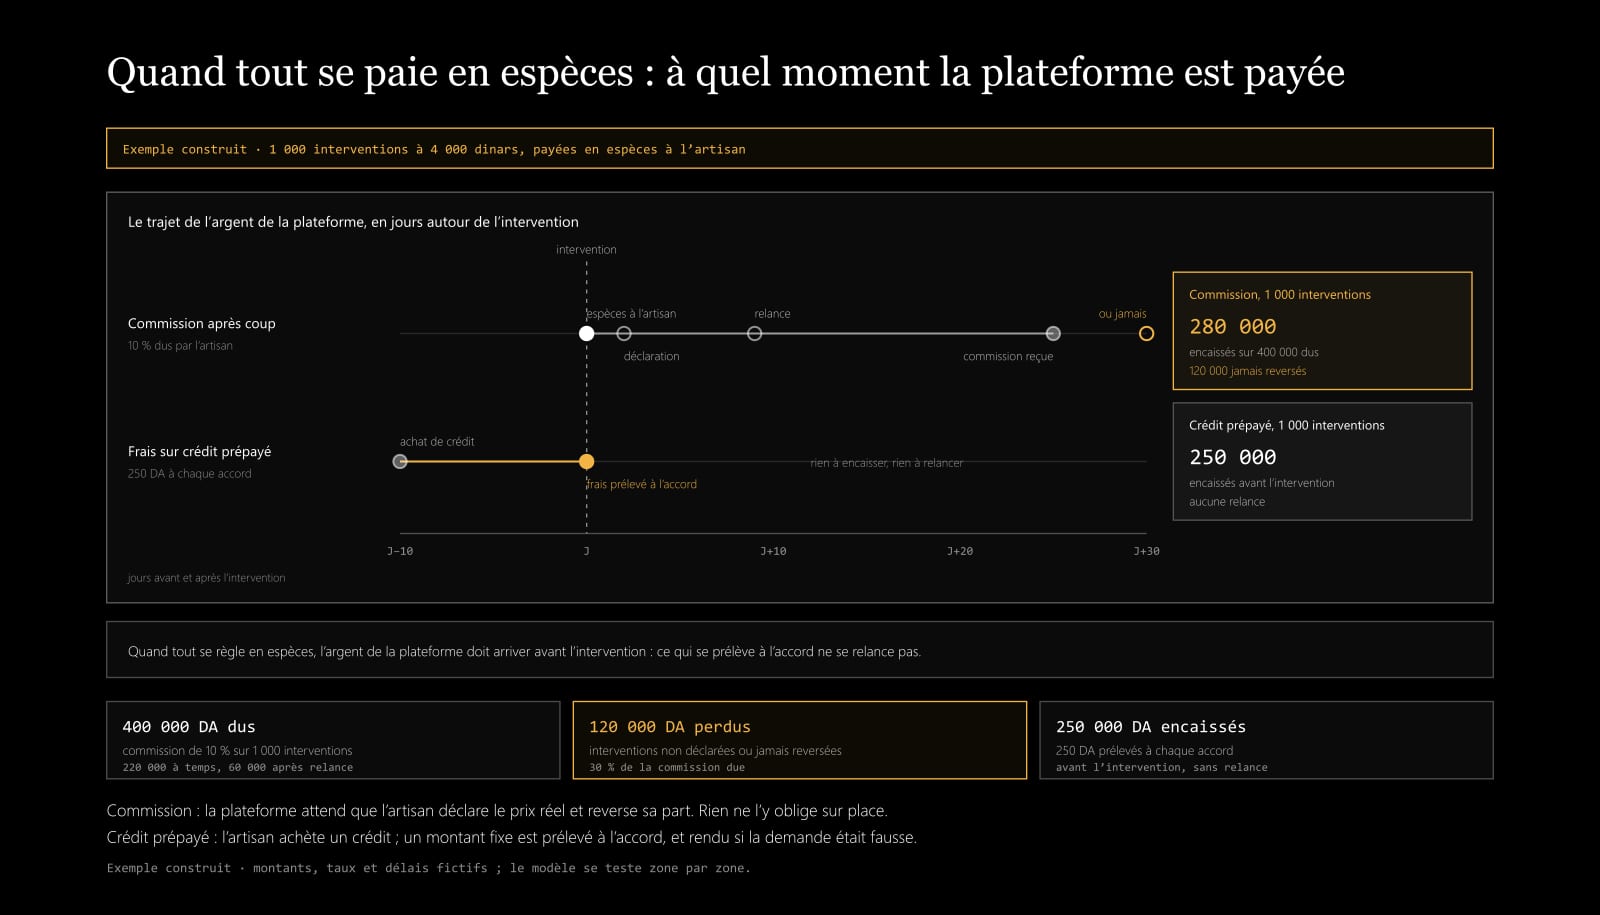 Quand tout se paie en espèces : à quel moment la plateforme est payée
Exemple construit · 1 000 interventions à 4 000 dinars, payées en espèces à l’artisan
Le trajet de l’argent de la plateforme, en jours autour de l’intervention
intervention
Commission après coup
10 % dus par l’artisan
espèces à l’artisan
déclaration
relance
commission reçue
ou jamais
Commission, 1 000 interventions
280 000
encaissés sur 400 000 dus
120 000 jamais reversés
Frais sur crédit prépayé
250 DA à chaque accord
achat de crédit
frais prélevé à l’accord
rien à encaisser, rien à relancer
Crédit prépayé, 1 000 interventions
250 000
encaissés avant l’intervention
aucune relance
J−10
J
J+10
J+20
J+30
jours avant et après l’intervention
Quand tout se règle en espèces, l’argent de la plateforme doit arriver avant l’intervention : ce qui se prélève à l’accord ne se relance pas.
400 000 DA dus
commission de 10 % sur 1 000 interventions
220 000 à temps, 60 000 après relance
120 000 DA perdus
interventions non déclarées ou jamais reversées
30 % de la commission due
250 000 DA encaissés
250 DA prélevés à chaque accord
avant l’intervention, sans relance
Commission : la plateforme attend que l’artisan déclare le prix réel et reverse sa part. Rien ne l’y oblige sur place.
Crédit prépayé : l’artisan achète un crédit ; un montant fixe est prélevé à l’accord, et rendu si la demande était fausse.
Exemple construit · montants, taux et délais fictifs ; le modèle se teste zone par zone.